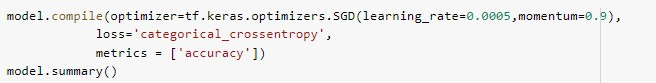 model.compile(optimizer=tf.keras.optimizers.SGD(learning_rate=0.0005,momentum=0.9),
loss='categorical_crossentropy',
metrics = ['accuracy'])
model.summary()